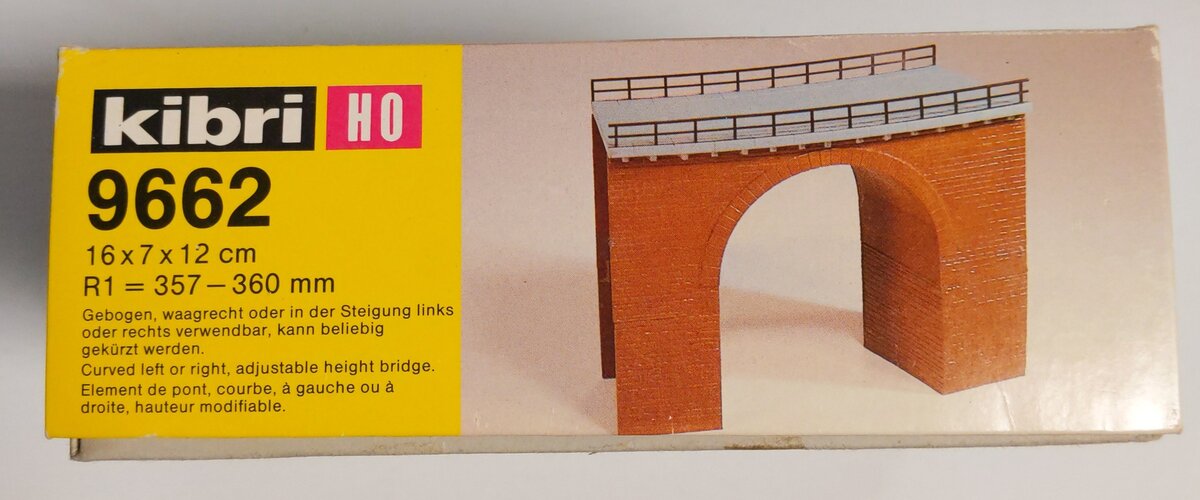 kibri HO
9662
16 x 7 x 12 cm
R1 = 357 – 360 mm
Gebogen, waagrecht oder in der Steigung links
oder rechts verwendbar, kann beliebig
gekürzt werden.
Curved left or right, adjustable height bridge.
Element de pont, courbe, à gauche ou à
droite, hauteur modifiable.